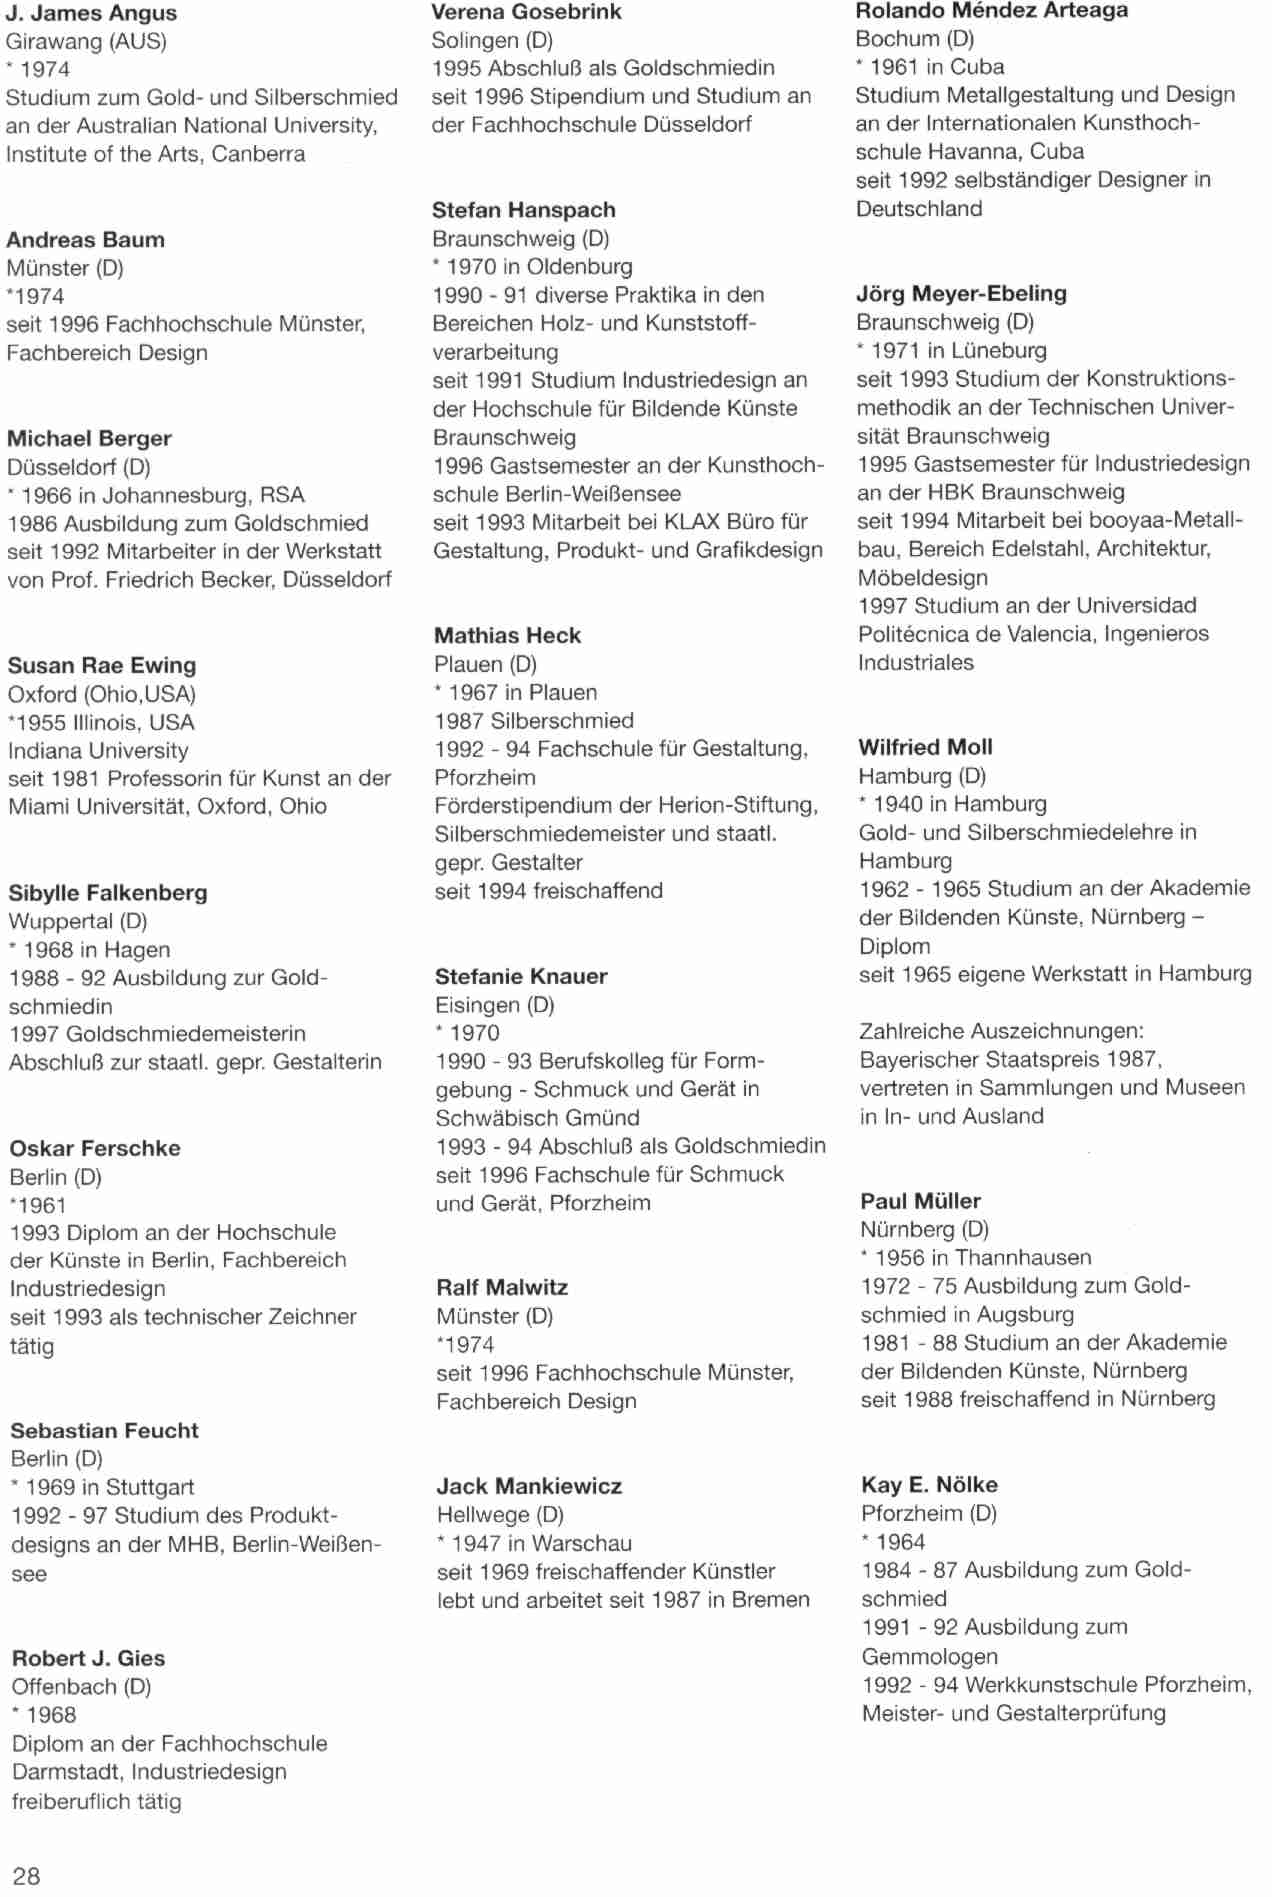 J. James Angus
Girawang (AUS)
* 1974
Studium zum Gold- und Silberschmied
an der Australian National University,
Institute of the Arts, Canberra
Andreas Baum
Münster (D)
*1974
seit 1996 Fachhochschule Münster,
Fachbereich Design
Michael Berger
Düsseldorf (D)
* 1966 in Johannesburg, RSA
1986 Ausbildung zum Goldschmied
seit 1992 Mitarbeiter in der Werkstatt
von Prof. Friedrich Becker, Düsseldorf
Susan Rae Ewing
Oxford (Ohio,USA)
*1955 Illinois, USA
Indiana University
seit 1981 Professorin für Kunst an der
Miami Universität, Oxford, Ohio
Sibylle Falkenberg
Wuppertal (D)
* 1968 in Hagen
1988 - 92 Ausbildung zur Gold-
schmiedin
1997 Goldschmiedemeisterin
Abschluß zur staatl. gepr. Gestalterin
Oskar Ferschke
Berlin (D)
*1961
1993 Diplom an der Hochschule
der Künste in Berlin, Fachbereich
Industriedesign
seit 1993 als technischer Zeichner
tätig
Sebastian Feucht
Berlin (D)
* 1969 in Stuttgart
1992 - 97 Studium des Produkt-
designs an der MHB, Berlin-Weißen-
see
Robert J. Gies
Offenbach (D)
* 1968
Diplom an der Fachhochschule
Darmstadt, Industriedesign
freiberuflich tätig
Verena Gosebrink
Solingen (D)
1995 Abschluß als Goldschmiedin
seit 1996 Stipendium und Studium an
der Fachhochschule Düsseldorf
Stefan Hanspach
Braunschweig (D)
* 1970 in Oldenburg
1990 - 91 diverse Praktika in den
Bereichen Holz- und Kunststoff-
verarbeitung
seit 1991 Studium Industriedesign an
der Hochschule für Bildende Künste
Braunschweig
1996 Gastsemester an der Kunsthoch-
schule Berlin-Weißensee
seit 1993 Mitarbeit bei KLAX Büro für
Gestaltung, Produkt- und Grafikdesign
Mathias Heck
Plauen (D)
* 1967 in Plauen
1987 Silberschmied
1992 - 94 Fachschule für Gestaltung,
Pforzheim
Förderstipendium der Herion-Stiftung,
Silberschmiedemeister und staatl.
gepr. Gestalter
seit 1994 freischaffend
Stefanie Knauer
Eisingen (D)
* 1970
1990 - 93 Berufskolleg für Form-
gebung - Schmuck und Gerät in
Schwäbisch Gmünd
1993 - 94 Abschluß als Goldschmiedin
seit 1996 Fachschule für Schmuck
und Gerät, Pforzheim
Ralf Malwitz
Münster (D)
*1974
seit 1996 Fachhochschule Münster,
Fachbereich Design
Jack Mankiewicz
Hellwege (D)
* 1947 in Warschau
seit 1969 freischaffender Künstler
lebt und arbeitet seit 1987 in Bremen
Rolando Méndez Arteaga
Bochum (D)
* 1961 in Cuba
Studium Metallgestaltung und Design
an der Internationalen Kunsthoch-
schule Havanna, Cuba
seit 1992 selbständiger Designer in
Deutschland
Jörg Meyer-Ebeling
Braunschweig (D)
* 1971 in Lüneburg
seit 1993 Studium der Konstruktions-
methodik an der Technischen Univer-
sität Braunschweig
1995 Gastsemester für Industriedesign
an der HBK Braunschweig
seit 1994 Mitarbeit bei booyaa-Metall-
bau, Bereich Edelstahl, Architektur,
Möbeldesign
1997 Studium an der Universidad
Politécnica de Valencia, Ingenieros
Industriales
Wilfried Moll
Hamburg (D)
* 1940 in Hamburg
Gold- und Silberschmiedelehre in
Hamburg
1962 - 1965 Studium an der Akademie
der Bildenden Künste, Nürnberg –
Diplom
seit 1965 eigene Werkstatt in Hamburg
Zahlreiche Auszeichnungen:
Bayerischer Staatspreis 1987,
vertreten in Sammlungen und Museen
in In- und Ausland
Paul Müller
Nürnberg (D)
* 1956 in Thannhausen
1972 - 75 Ausbildung zum Gold-
schmied in Augsburg
1981 - 88 Studium an der Akademie
der Bildenden Künste, Nürnberg
seit 1988 freischaffend in Nürnberg
Kay E. Nölke
Pforzheim (D)
* 1964
1984 - 87 Ausbildung zum Gold-
schmied
1991 - 92 Ausbildung zum
Gemmologen
1992 - 94 Werkkunstschule Pforzheim,
Meister- und Gestalterprüfung
28